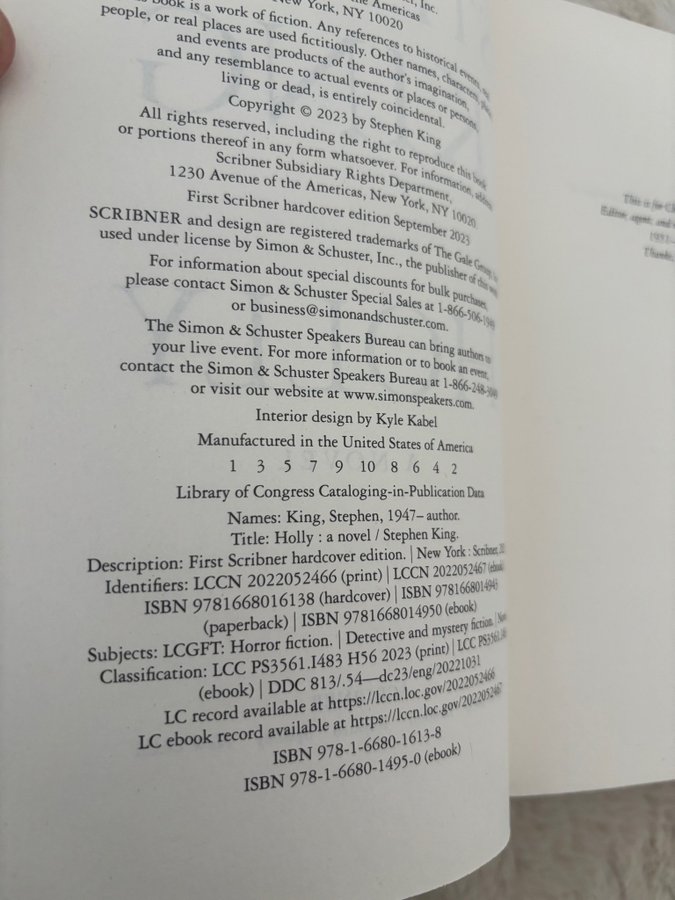 , Inc.
the Americas
New York, NY 10020
book is a work of fiction. Any references to historical events,
people, or real places are used fictitiously. Other names, characters,
and events are products of the author's imagination,
and any resemblance to actual events or places or persons,
living or dead, is entirely coincidental.
Copyright © 2023 by Stephen King
All rights reserved, including the right to reproduce this book
or portions thereof in any form whatsoever. For information, address
Scribner Subsidiary Rights Department,
1230 Avenue of the Americas, New York, NY 10020
First Scribner hardcover edition September 2023
SCRIBNER and design are registered trademarks of The Gale Group,
used under license by Simon & Schuster, Inc., the publisher of this work.
For information about special discounts for bulk purchases,
please contact Simon & Schuster Special Sales at 1-866-506-1949
or business@simonandschuster.com.
The Simon & Schuster Speakers Bureau can bring authors to
your live event. For more information or to book an event,
contact the Simon & Schuster Speakers Bureau at 1-866-248-3049
or visit our website at www.simonspeakers.com.
Interior design by Kyle Kabel
Manufactured in the United States of America
1 3 5 7 9 10 8 6 4 2
Library of Congress Cataloging-in-Publication Data
Names: King, Stephen, 1947– author.
Title: Holly : a novel / Stephen King.
Description: First Scribner hardcover edition. | New York : Scribner,
Identifiers: LCCN 2022052466 (print) | LCCN 2022052467 (ebook)
ISBN 9781668016138 (hardcover) | ISBN 9781668014943
(paperback) | ISBN 9781668014950 (ebook)
Subjects: LCGFT: Horror fiction. | Detective and mystery fiction. |
Classification: LCC PS3561.I483 H56 2023 (print) | LCC
(ebook) | DDC 813/.54—dc23/eng/20221031
LC record available at https://lccn.loc.gov/2022052466
LC ebook record available at https://lccn.loc.gov/2022052467
ISBN 978-1-6680-1613-8
ISBN 978-1-6680-1495-0 (ebook)
This is for
Editor, agent, and